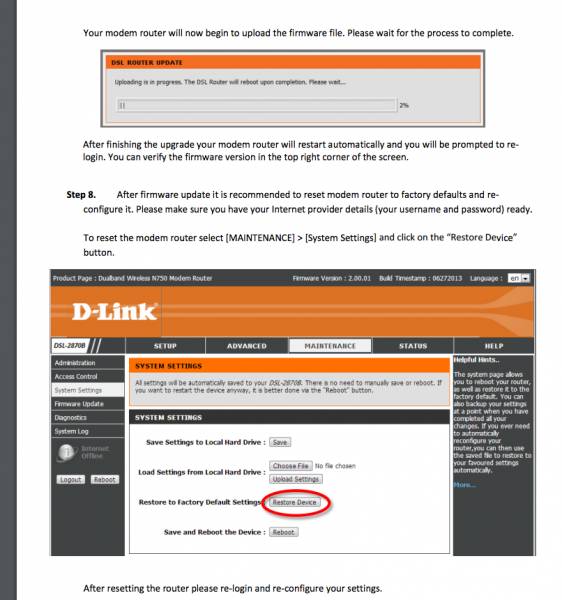 Your modem router will now begin to upload the firmware file. Please wait for the process to complete.
DSL ROUTER UPDATE
Uploading is in progress. The DSL Router will reboot upon completion. Please wait...
2%
After finishing the upgrade your modem router will restart automatically and you will be prompted to re-
login. You can verify the firmware version in the top right corner of the screen.
Step 8. After firmware update it is recommended to reset modem router to factory defaults and re-
configure it. Please make sure you have your Internet provider details (your username and password) ready.
To reset the modem router select [MAINTENANCE] > [System Settings] and click on the “Restore Device”
button.
Product Page : Dualband Wireless N750 Modem Router Firmware Version : 2.00.01 Build Timestamp : 06272013 Language : en
D-Link
DSL-2870B SETUP ADVANCED MAINTENANCE STATUS HELP
Administration
Access Control
System Settings
Firmware Update
Diagnostics
System Log
Internet
Offline
Logout Reboot
SYSTEM SETTINGS
All settings will be automatically saved to your DSL-2870B. There is no need to manually save or reboot. If
you want to restart the device anyway, it is better done via the "Reboot" button.
SYSTEM SETTINGS
Save Settings to Local Hard Drive : Save
Choose File No file chosen
Load Settings from Local Hard Drive :
Upload Settings
Restore to Factory Default Settings Restore Device
Save and Reboot the Device : Reboot
Helpful Hints..
The system page allows
you to reboot your router,
as well as restore it to the
factory default. You can
also backup your settings
at a point when you have
completed all your
changes. If you ever need
to automatically
reconfigure your
router,you can then use
the saved file to restore to
your favoured settings
automatically.
More...
After resetting the router please re-login and re-configure your settings.